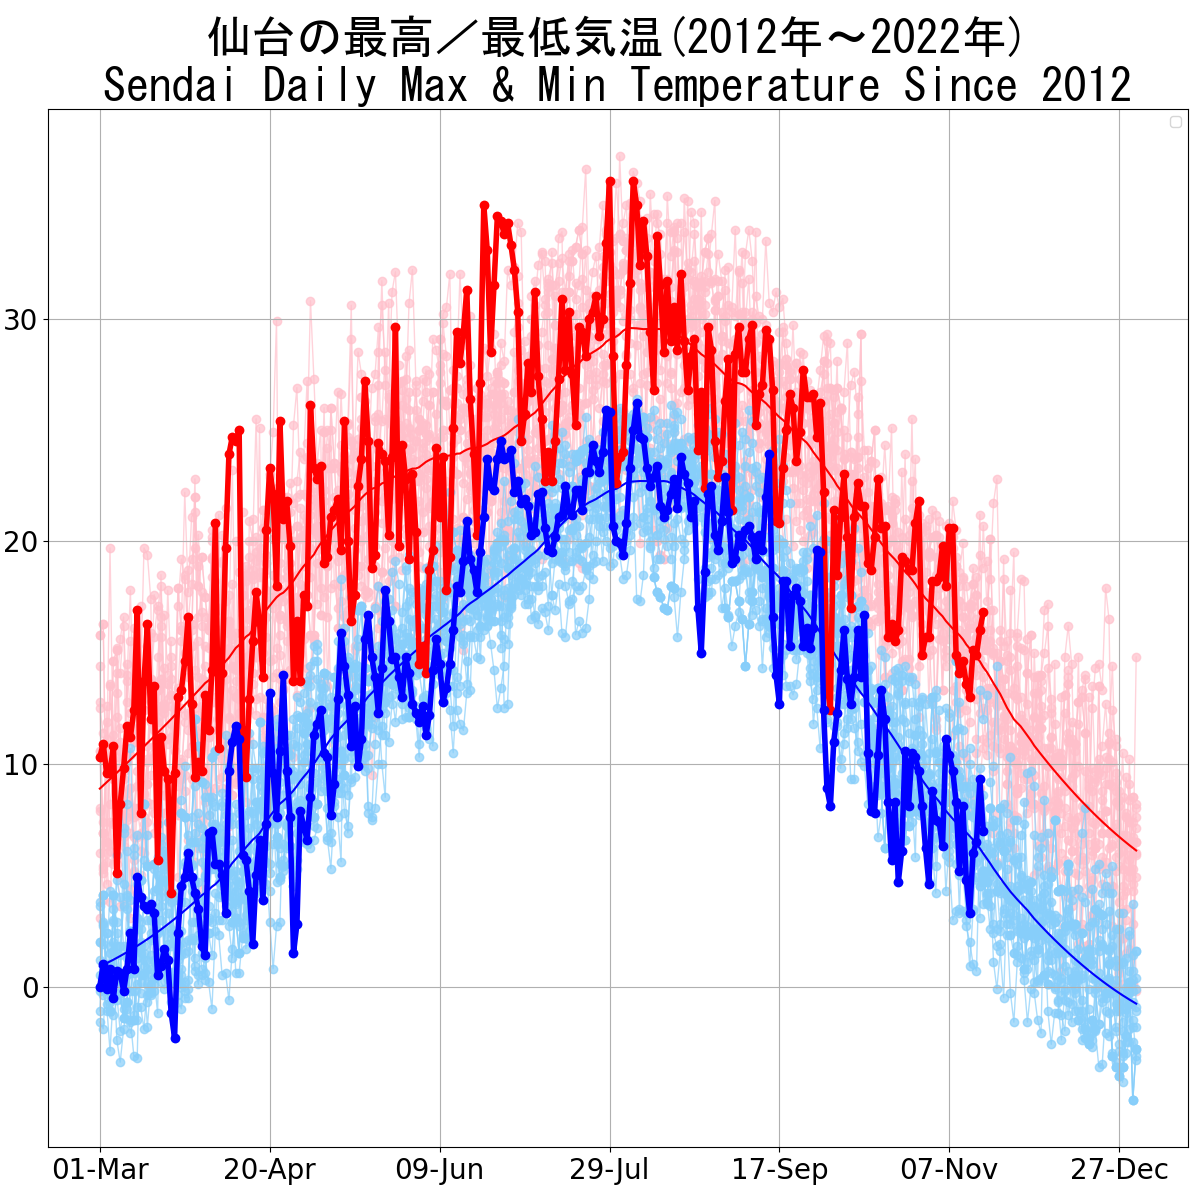 仙台の最高／最低気温(2012年～2022年)
Sendai Daily Max & Min Temperature Since 2012
30
20
10
0
01-Mar 20-Apr 09-Jun 29-Jul 17-Sep 07-Nov 27-Dec